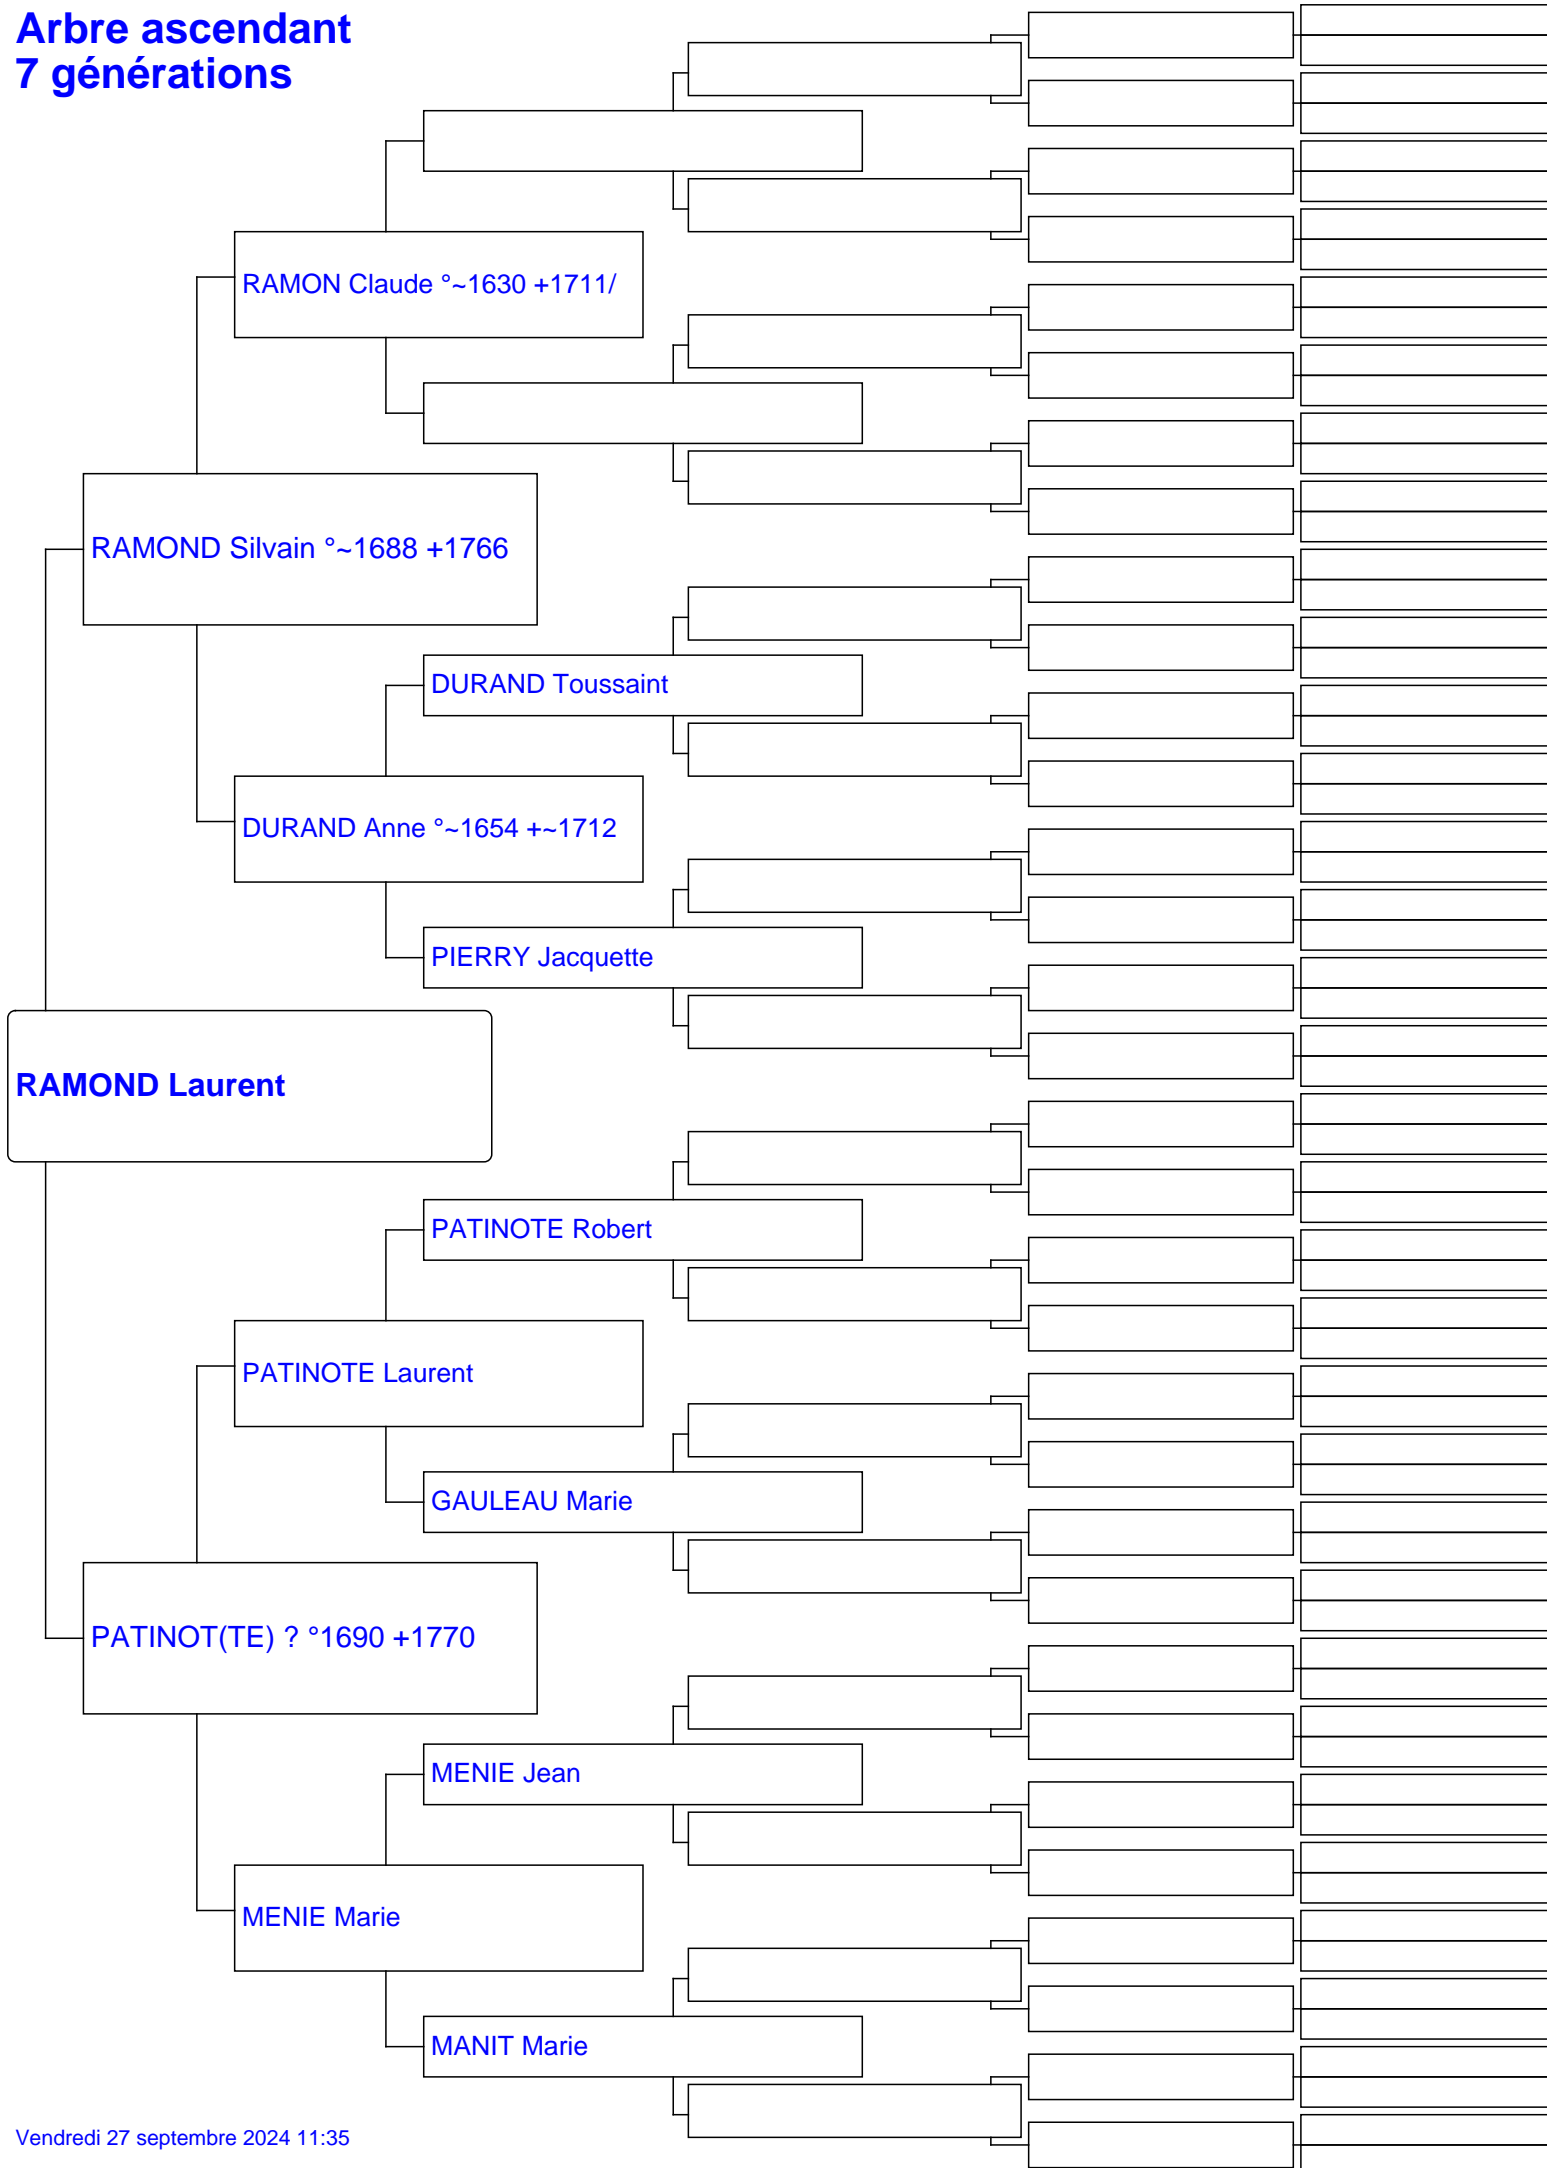 Arbre ascendant
7 générations
RAMON Claude °~1630 +1711/
RAMOND Silvain °~1688 +1766
DURAND Toussaint
DURAND Anne °~1654 +~1712
PIERRY Jacquette
RAMOND Laurent
PATINOTE Robert
PATINOTE Laurent
GAULEAU Marie
PATINOT(TE) ? °1690 +1770
MENIE Jean
MENIE Marie
MANIT Marie
Vendredi 27 septembre 2024 11:35